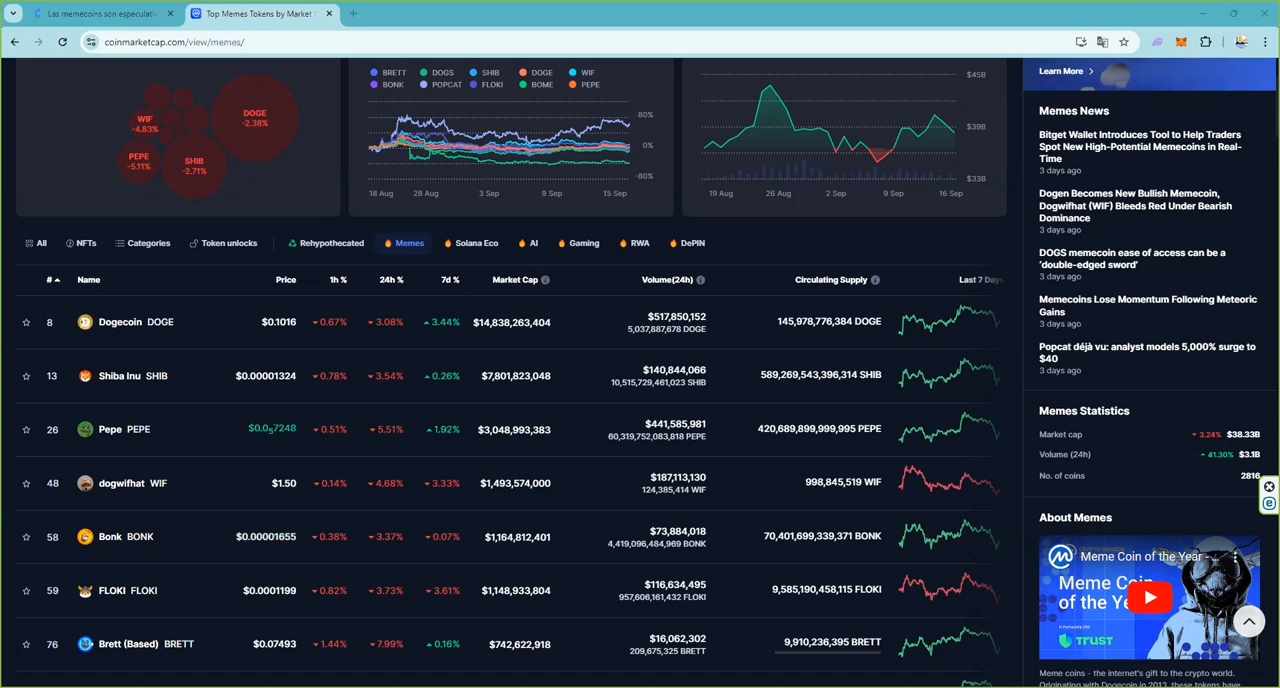 Las memecoins son especulativ
Top Memes Tokens by Market
coinmarketcap.com/view/memes/
WIF
-4.83%
DOGE
-2.38%
PEPE
-5.11%
SHIB
-2.71%
BRETT DOGS SHIB DOGE WIF
BONK POPCAT FLOKI BOME PEPE
80%
0%
-80%
18 Aug 28 Aug 3 Sep 9 Sep 15 Sep
$45B
$39B
$33B
19 Aug 26 Aug 2 Sep 9 Sep 16 Sep
All NFTs Categories Token unlocks Rehypothecated Memes Solana Eco AI Gaming RWA DePIN
# Name Price 1h % 24h % 7d % Market Cap Volume(24h) Circulating Supply Last 7 Days
8 Dogecoin DOGE $0.1016 0.67% 3.08% 3.44% $14,838,263,404 $517,850,152 145,978,776,384 DOGE
5,037,887,678 DOGE
13 Shiba Inu SHIB $0.00001324 0.78% 3.54% 0.26% $7,801,823,048 $140,844,066 589,269,543,396,314 SHIB
10,515,729,461,023 SHIB
26 Pepe PEPE $0.0₅7248 0.51% 5.51% 1.92% $3,048,993,383 $441,585,981 420,689,899,999,995 PEPE
60,319,752,083,818 PEPE
48 dogwifhat WIF $1.50 0.14% 4.68% 3.33% $1,493,574,000 $187,113,130 998,845,519 WIF
124,385,414 WIF
58 Bonk BONK $0.00001655 0.38% 3.37% 0.07% $1,164,812,401 $73,884,018 70,401,699,339,371 BONK
4,419,096,484,969 BONK
59 FLOKI FLOKI $0.0001199 0.82% 3.73% 3.61% $1,148,933,804 $116,634,495 9,585,190,458,115 FLOKI
957,606,161,432 FLOKI
76 Brett (Based) BRETT $0.07493 1.44% 7.99% 0.16% $742,622,918 $16,062,302 9,910,236,395 BRETT
209,675,325 BRETT
Learn More
Memes News
Bitget Wallet Introduces Tool to Help Traders
Spot New High-Potential Memecoins in Real-
Time
3 days ago
Dogen Becomes New Bullish Memecoin,
Dogwifhat (WIF) Bleeds Red Under Bearish
Dominance
3 days ago
DOGS memecoin ease of access can be a
‘double-edged sword’
3 days ago
Memecoins Lose Momentum Following Meteoric
Gains
3 days ago
Popcat déjà vu: analyst models 5,000% surge to
$40
3 days ago
Memes Statistics
Market cap 3.24% $38.33B
Volume (24h) 41.30% $3.1B
No. of coins 2816
About Memes
Meme Coin of the Year - ...
Meme Coin
of the Year
TRUST
Meme coins - the internet's gift to the crypto world.
Originating with Dogecoin in 2013, these tokens have